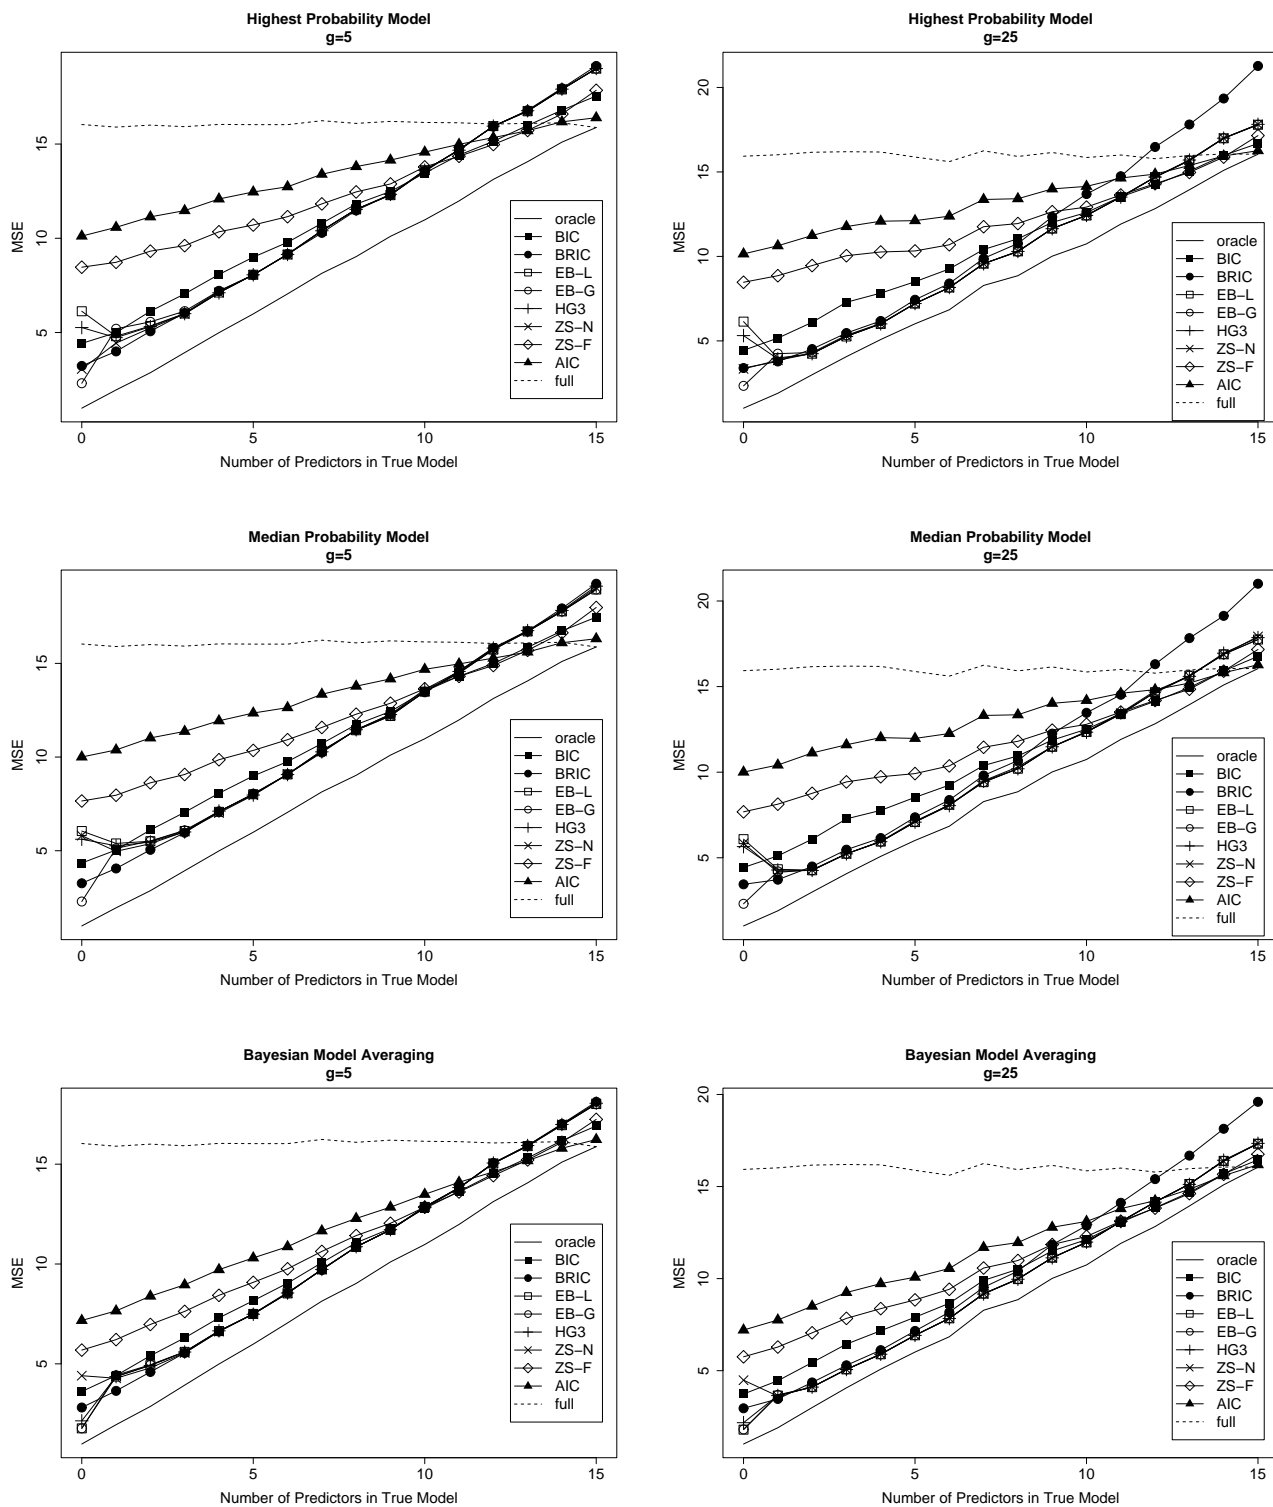 Highest Probability Model
g=5
MSE
5
10
15
0
5
10
15
Number of Predictors in True Model
oracle
BIC
BRIC
EB−L
EB−G
HG3
ZS−N
ZS−F
AIC
full
Highest Probability Model
g=25
MSE
5
10
15
20
0
5
10
15
Number of Predictors in True Model
oracle
BIC
BRIC
EB−L
EB−G
HG3
ZS−N
ZS−F
AIC
full
Median Probability Model
g=5
MSE
5
10
15
0
5
10
15
Number of Predictors in True Model
oracle
BIC
BRIC
EB−L
EB−G
HG3
ZS−N
ZS−F
AIC
full
Median Probability Model
g=25
MSE
5
10
15
20
0
5
10
15
Number of Predictors in True Model
oracle
BIC
BRIC
EB−L
EB−G
HG3
ZS−N
ZS−F
AIC
full
Bayesian Model Averaging
g=5
MSE
5
10
15
0
5
10
15
Number of Predictors in True Model
oracle
BIC
BRIC
EB−L
EB−G
HG3
ZS−N
ZS−F
AIC
full
Bayesian Model Averaging
g=25
MSE
5
10
15
20
0
5
10
15
Number of Predictors in True Model
oracle
BIC
BRIC
EB−L
EB−G
HG3
ZS−N
ZS−F
AIC
full